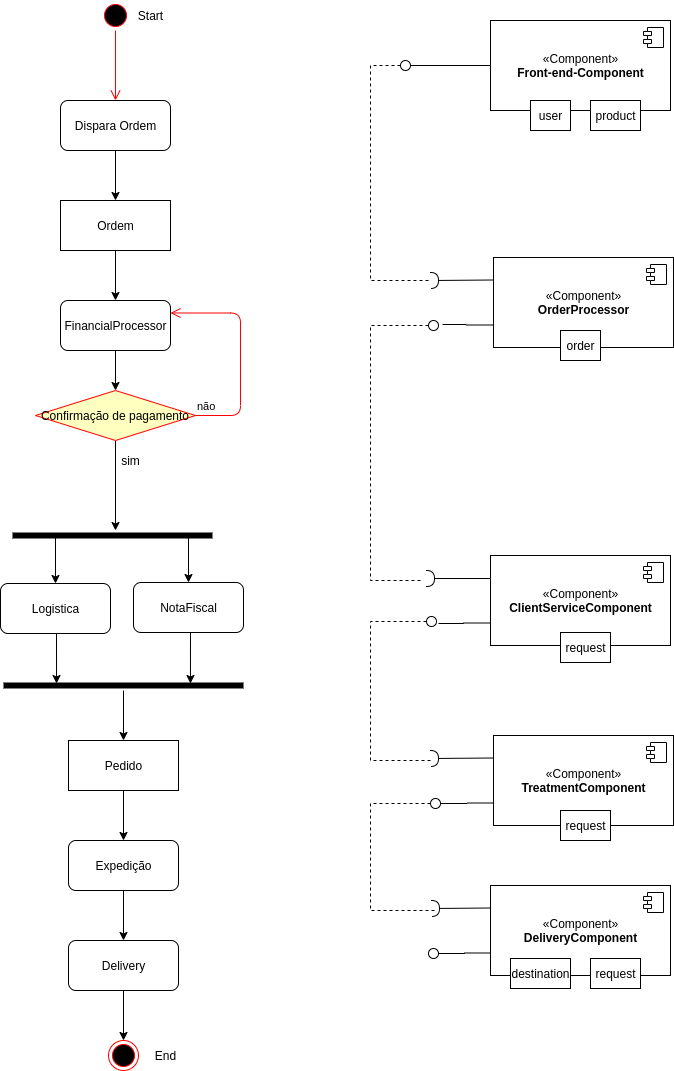 Start
Dispara Ordem
Ordem
FinancialProcessor
Confirmação de pagamento
não
sim
Logistica
NotaFiscal
Pedido
Expedição
Delivery
End
«Component»
Front-end-Component
user
product
«Component»
OrderProcessor
order
«Component»
ClientServiceComponent
request
«Component»
TreatmentComponent
request
«Component»
DeliveryComponent
destination
request